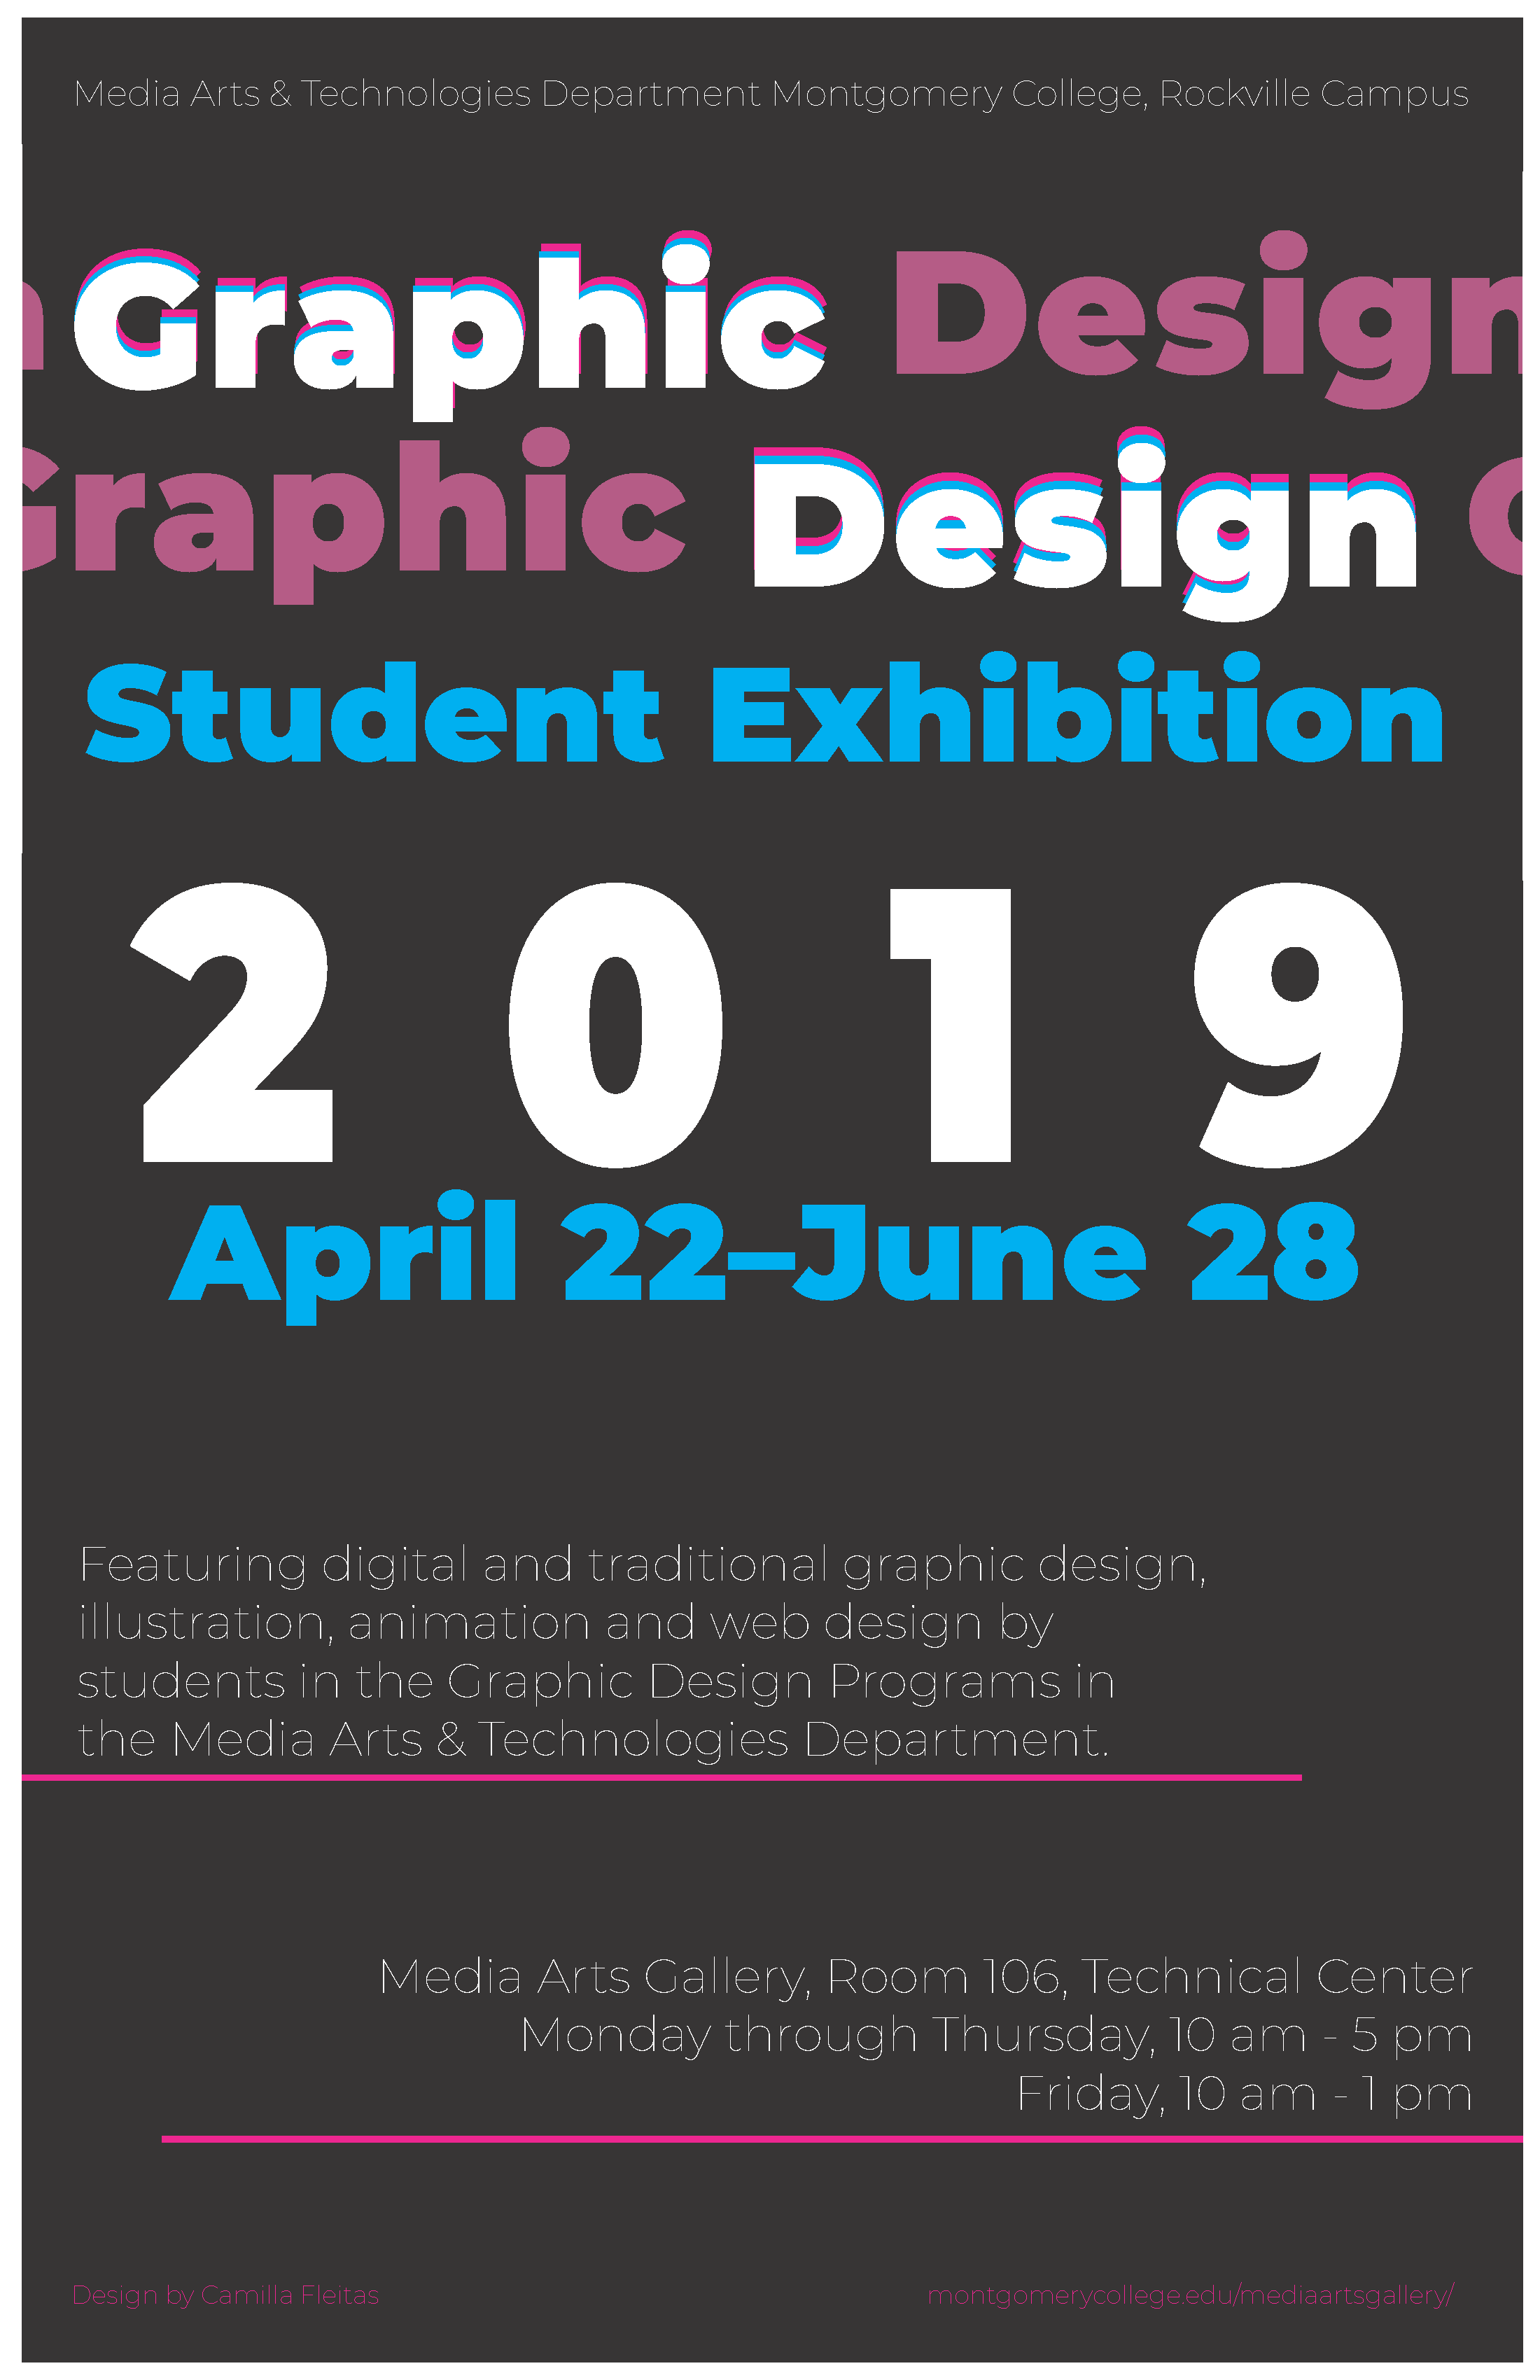 Media Arts & Technologies Department Montgomery College, Rockville Campus
n Graphic Design
Graphic Design G
Student Exhibition
2019
April 22–June 28
Featuring digital and traditional graphic design,
illustration, animation and web design by
students in the Graphic Design Programs in
the Media Arts & Technologies Department.
Media Arts Gallery, Room 106, Technical Center
Monday through Thursday, 10 am - 5 pm
Friday, 10 am - 1 pm
Design by Camilla Fleitas
montgomerycollege.edu/mediaartsgallery/